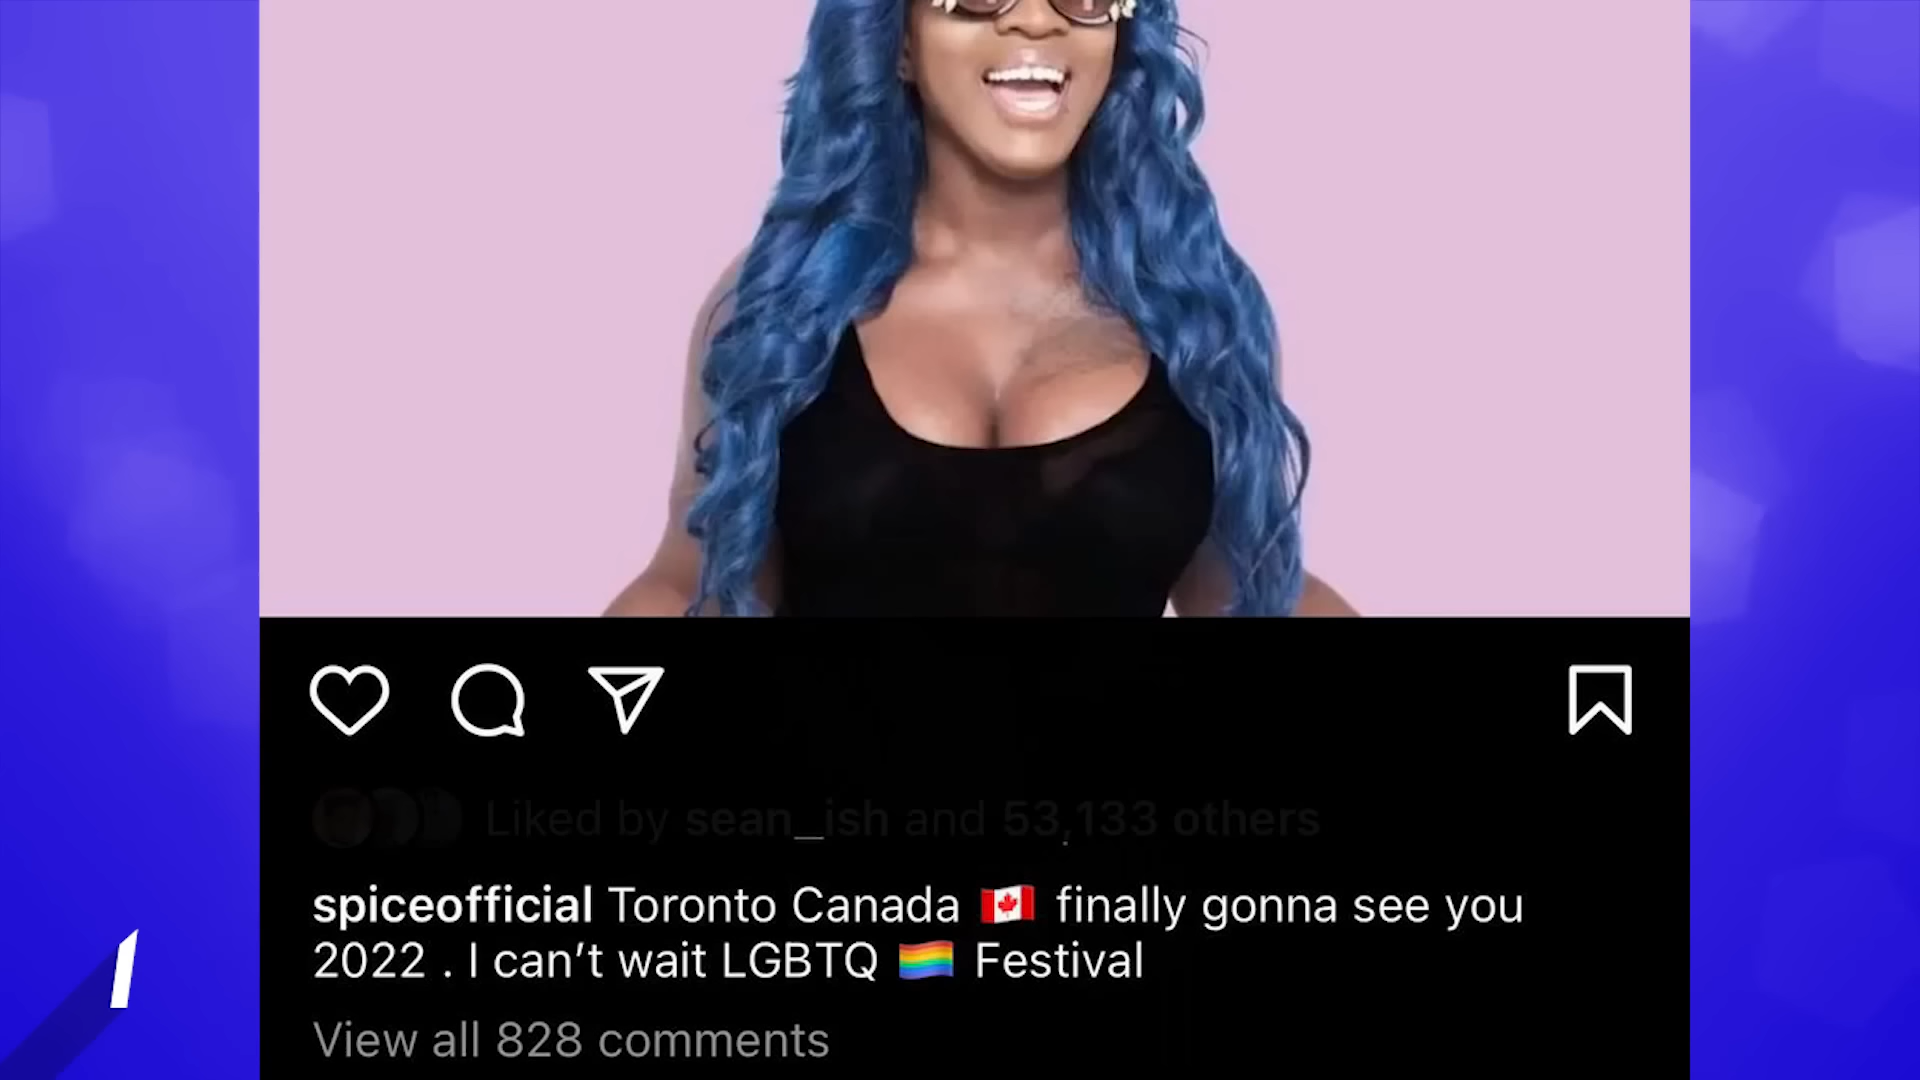 Liked by sean_ish and 53,133 others
spiceofficial Toronto Canada 🇨🇦 finally gonna see you
2022 . I can’t wait LGBTQ 🏳️‍🌈 Festival
View all 828 comments